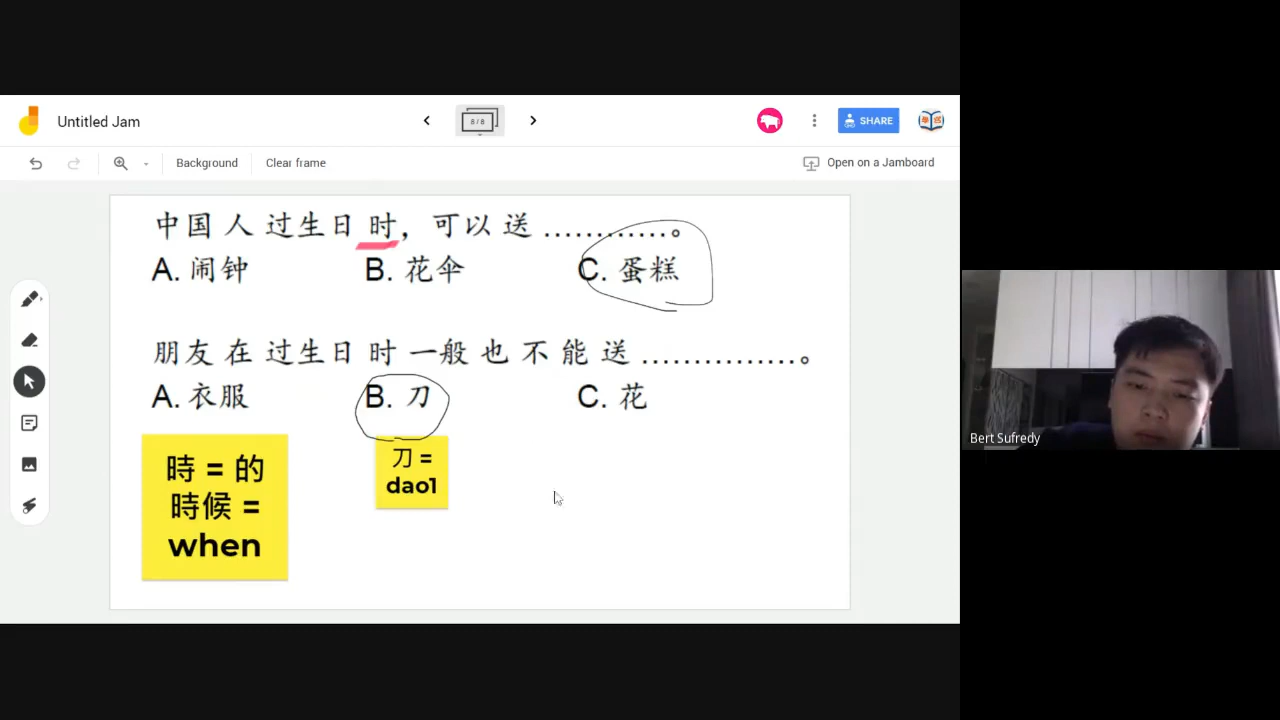 Untitled Jam
8 / 8
SHARE
Background
Clear frame
Open on a Jamboard
中国人过生日时，可以送…………。
A. 闹钟 B. 花伞 C. 蛋糕
朋友在过生日时一般也不能送……………。
A. 衣服 B. 刀 C. 花
時 = 的
時候 =
when
刀 =
dao1
Bert Sufredy